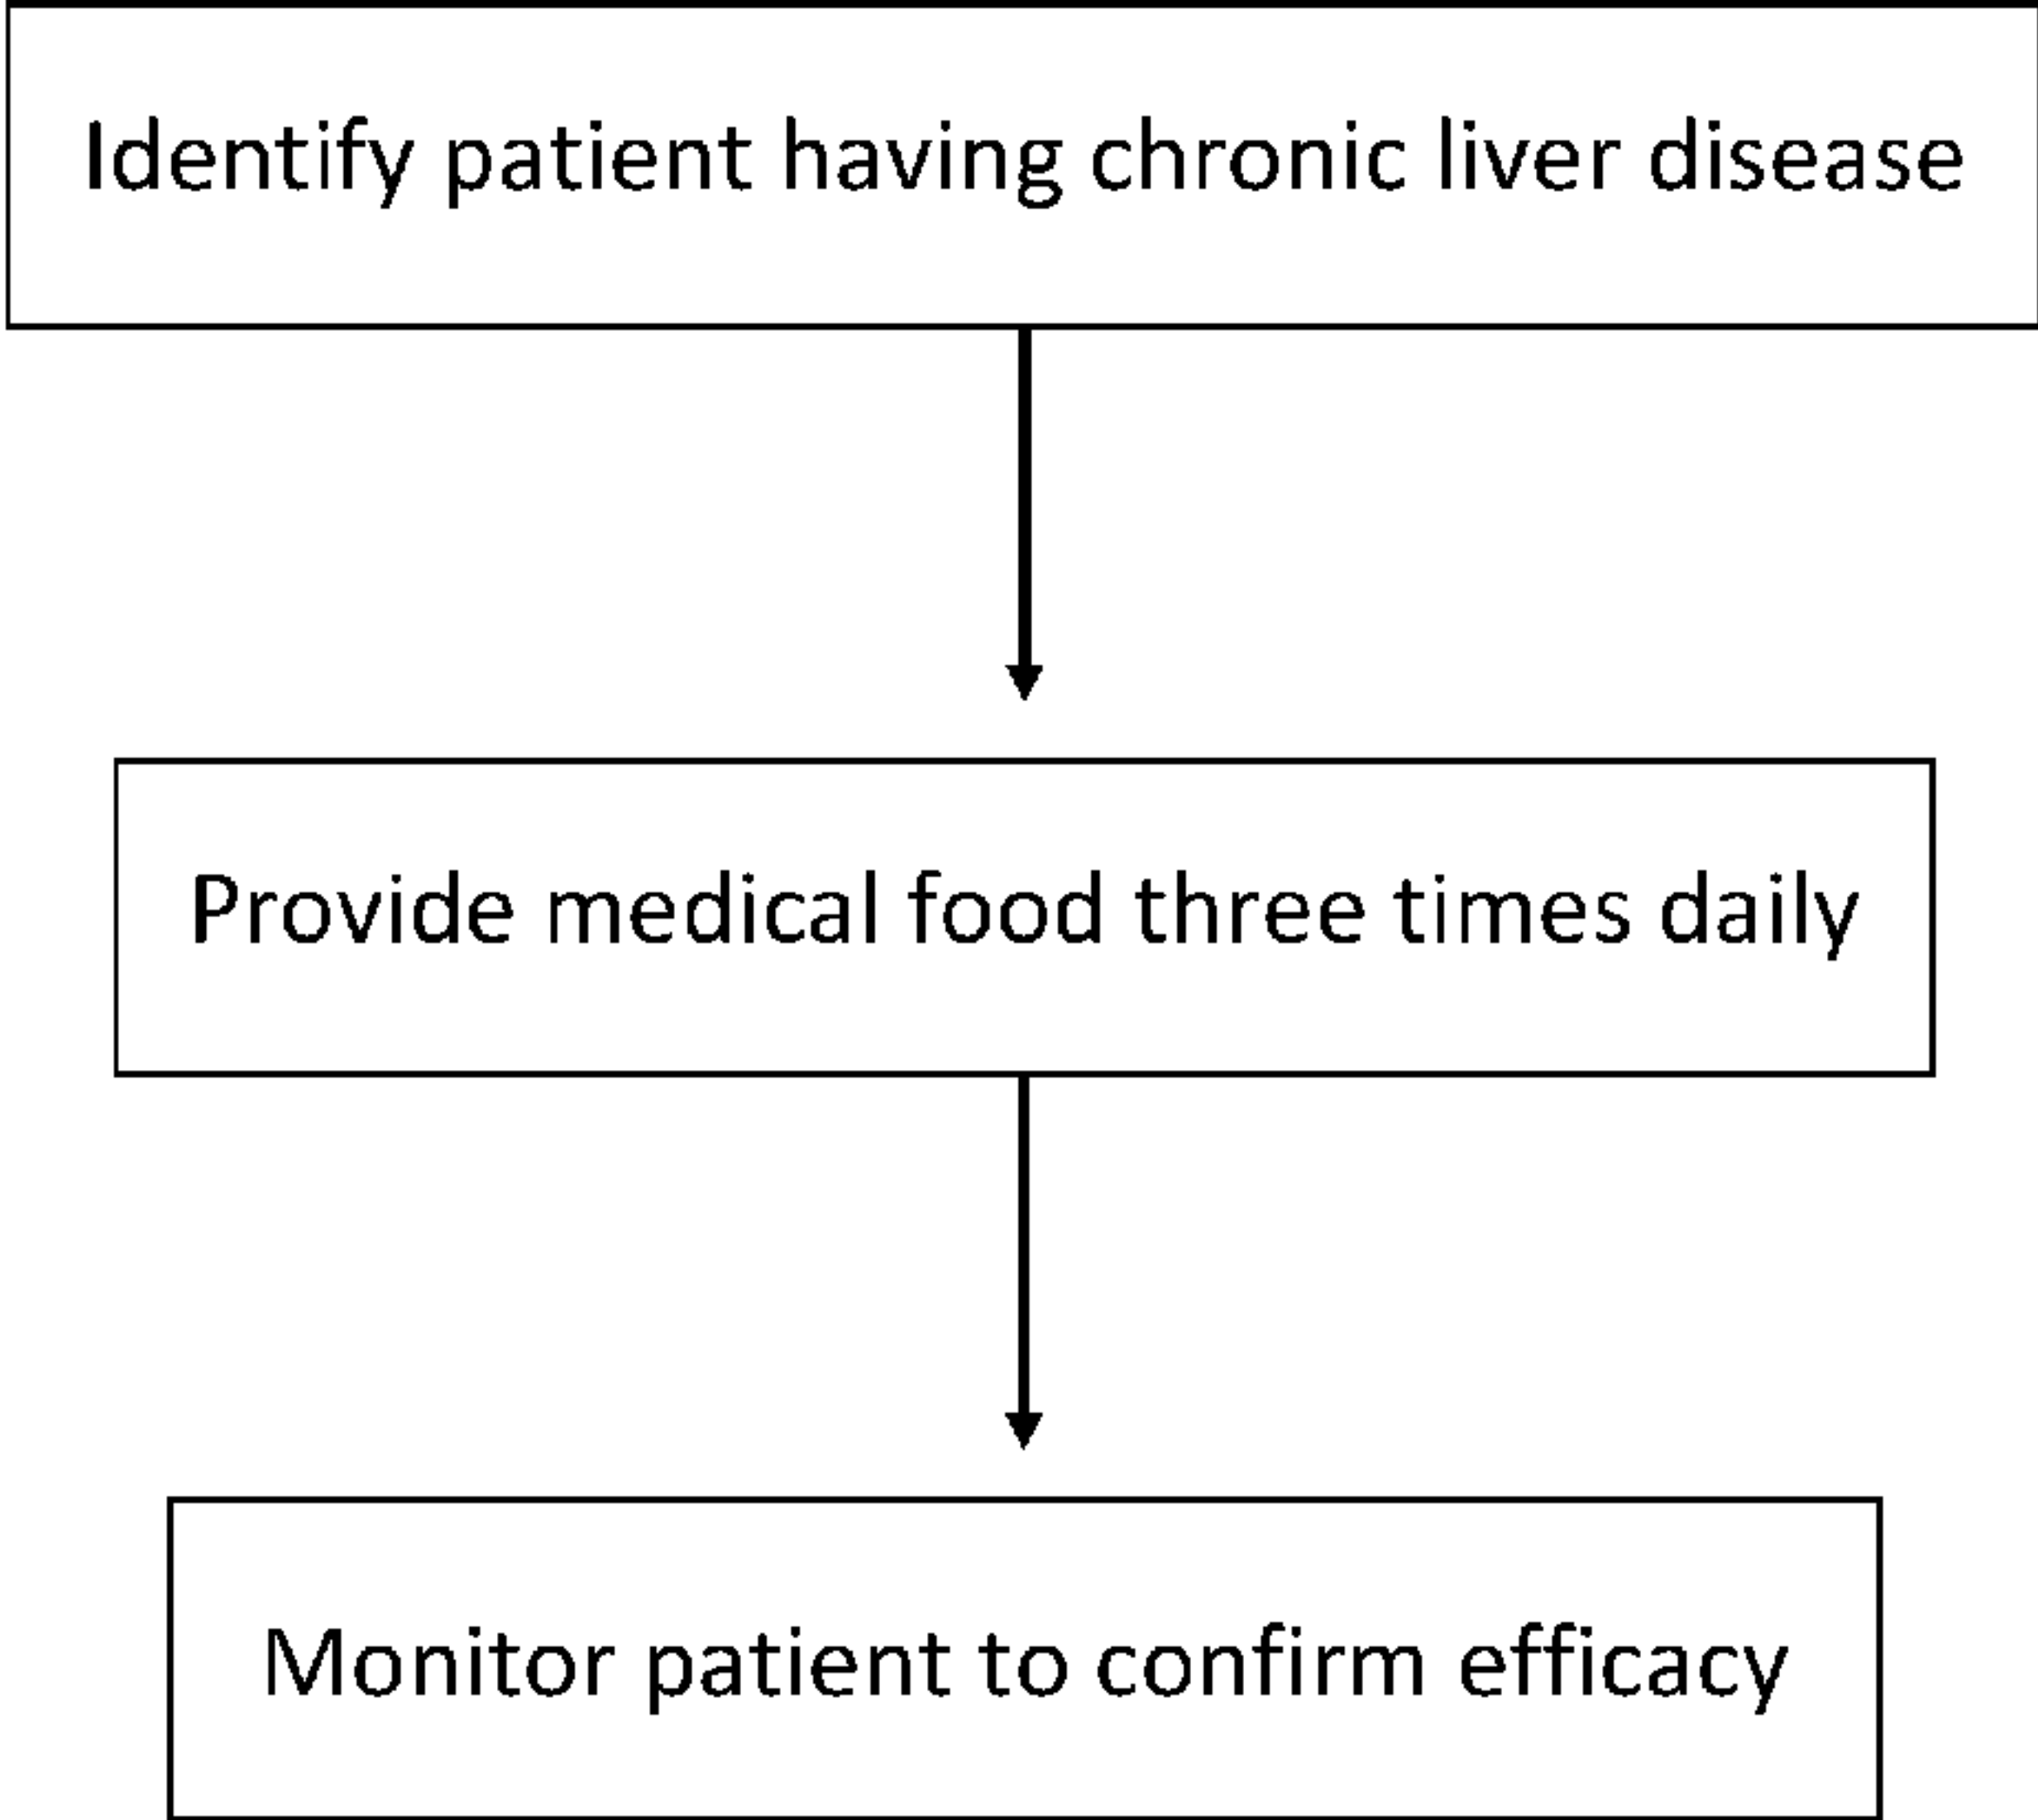 Identify patient having chronic liver disease
Provide medical food three times daily
Monitor patient to confirm efficacy